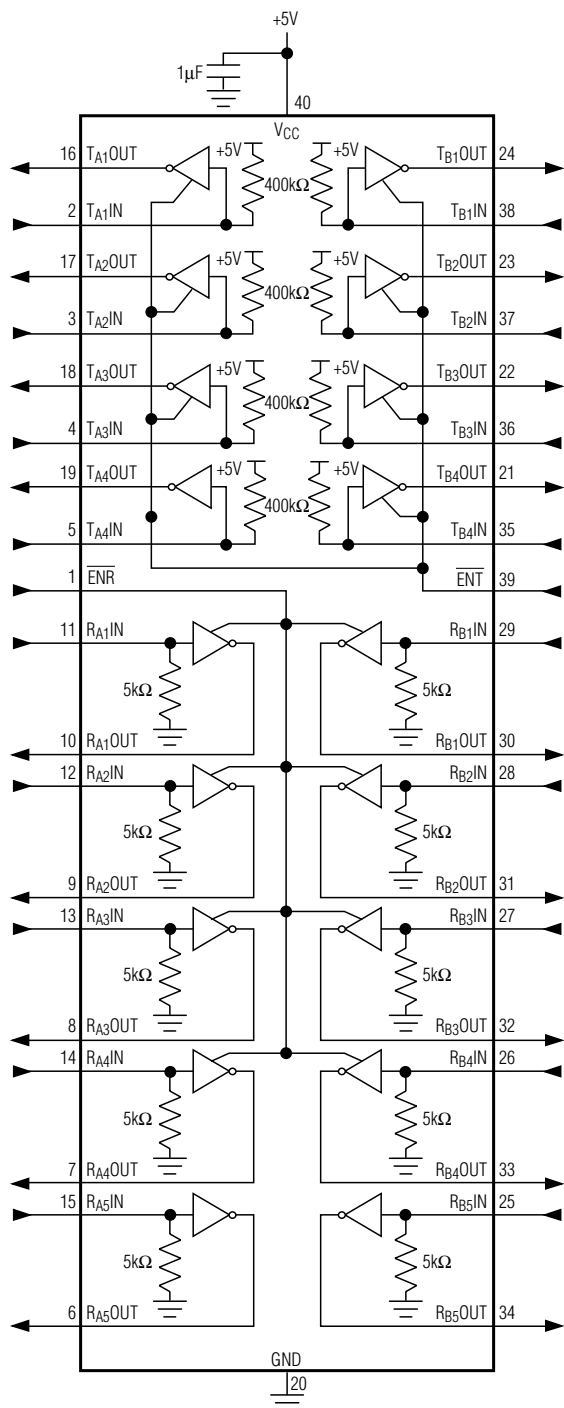 +5V
1μF
40
VCC
16 TA1OUT +5V +5V TB1OUT 24
400kΩ
2 TA1IN TB1IN 38
17 TA2OUT +5V +5V TB2OUT 23
400kΩ
3 TA2IN TB2IN 37
18 TA3OUT +5V +5V TB3OUT 22
400kΩ
4 TA3IN TB3IN 36
19 TA4OUT +5V +5V TB4OUT 21
400kΩ
5 TA4IN TB4IN 35
1 ENR ENT 39
11 RA1IN RB1IN 29
5kΩ 5kΩ
10 RA1OUT RB1OUT 30
12 RA2IN RB2IN 28
5kΩ 5kΩ
9 RA2OUT RB2OUT 31
13 RA3IN RB3IN 27
5kΩ 5kΩ
8 RA3OUT RB3OUT 32
14 RA4IN RB4IN 26
5kΩ 5kΩ
7 RA4OUT RB4OUT 33
15 RA5IN RB5IN 25
5kΩ 5kΩ
6 RA5OUT RB5OUT 34
GND
20